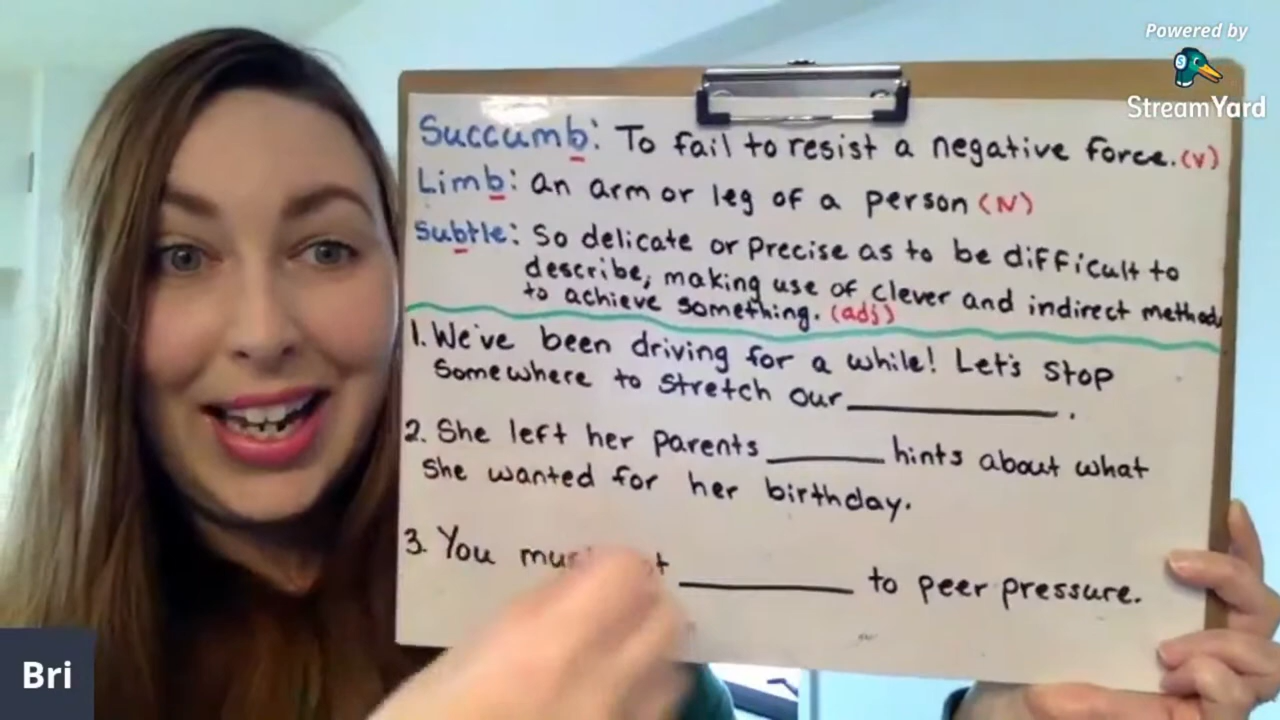 Powered by
StreamYard
Succumb: To fail to resist a negative force. (v)
Limb: an arm or leg of a person (N)
Subtle: So delicate or precise as to be difficult to
describe, making use of clever and indirect methods
to achieve something. (adj)
1. We've been driving for a while! Let's stop
somewhere to stretch our ________.
2. She left her parents ____ hints about what
she wanted for her birthday.
3. You ________ to peer pressure.
Bri